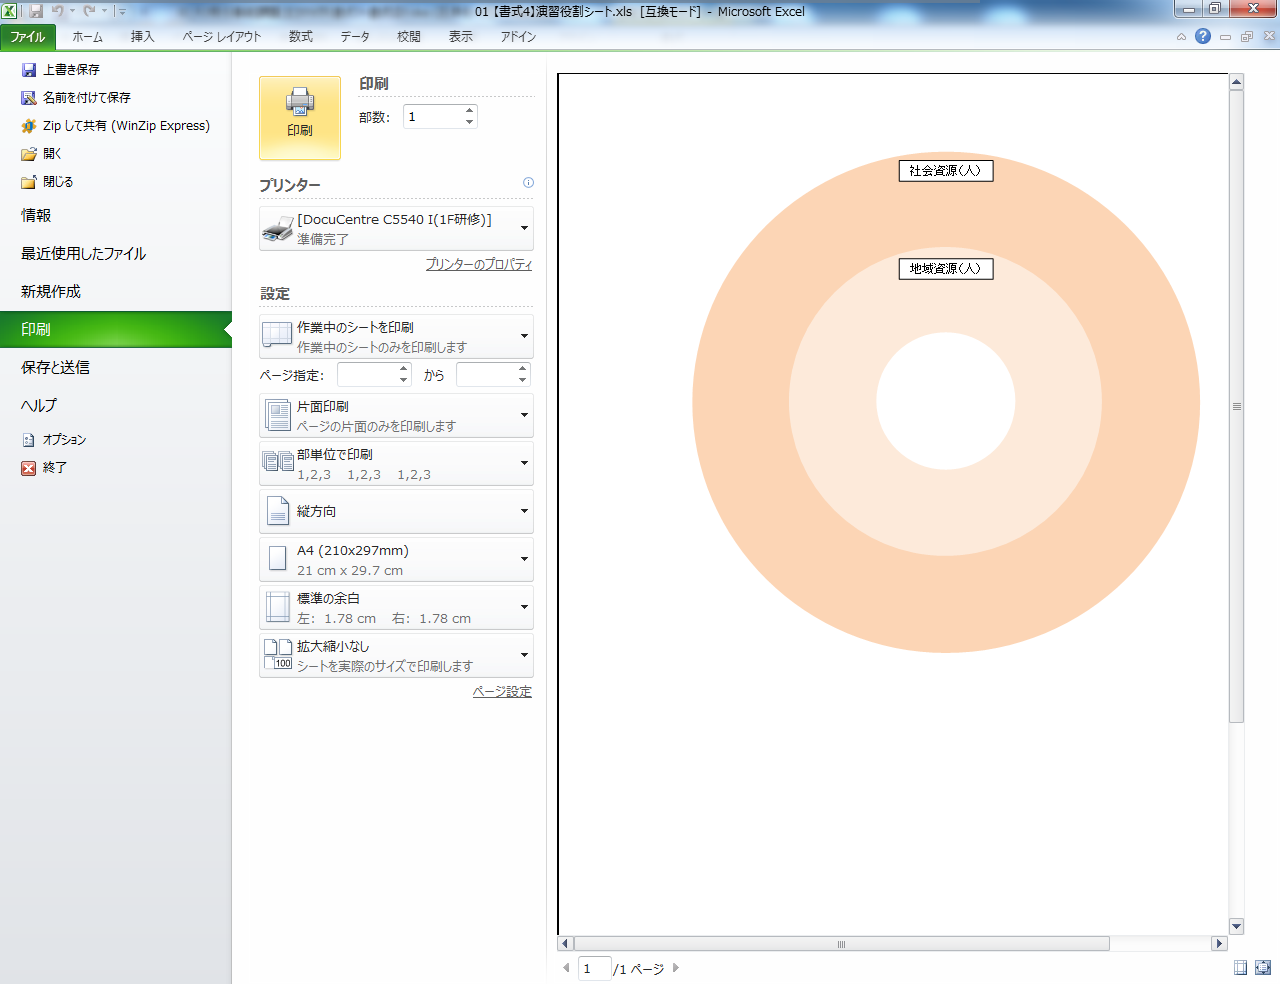 01【書式4】演習役割シート.xls [互換モード] - Microsoft Excel
ファイル ホーム 挿入 ページ レイアウト 数式 データ 校閲 表示 アドイン
上書き保存
名前を付けて保存
Zip して共有 (WinZip Express)
開く
閉じる
情報
最近使用したファイル
新規作成
印刷
保存と送信
ヘルプ
オプション
終了
印刷
印刷
部数: 1
プリンター
[DocuCentre C5540 I(1F研修)]
準備完了
プリンターのプロパティ
設定
作業中のシートを印刷
作業中のシートのみを印刷します
ページ指定: から
片面印刷
ページの片面のみを印刷します
部単位で印刷
1,2,3 1,2,3 1,2,3
縦方向
A4 (210x297mm)
21 cm x 29.7 cm
標準の余白
左: 1.78 cm 右: 1.78 cm
拡大縮小なし
シートを実際のサイズで印刷します
100
ページ設定
社会資源(人)
地域資源(人)
1 /1 ページ